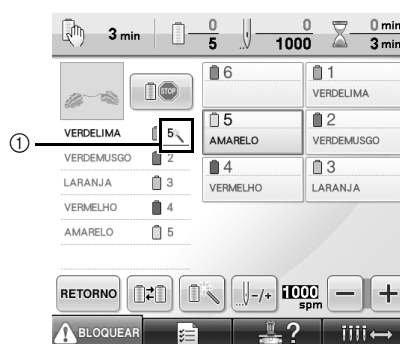 3 min 0 5 0 1000 0 min 3 min
STOP
6
1 VERDELIMA
5 AMARELO
2 VERDEMUSGO
4 VERMELHO
3 LARANJA
① VERDELIMA 5
VERDEMUSGO 2
LARANJA 3
VERMELHO 4
AMARELO 5
RETORNO -/+ 1000 spm − +
BLOQUEAR ?